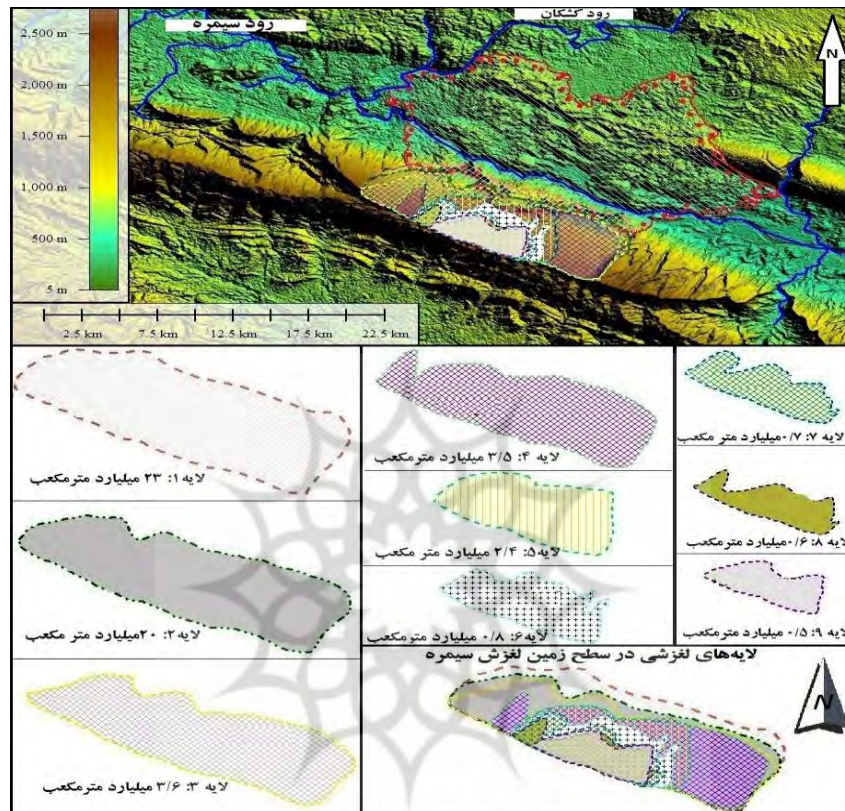 رود سیمره
رود کشکان
N
2,500 m
2,000 m
1,500 m
1,000 m
500 m
5 m
2.5 km 7.5 km 12.5 km 17.5 km 22.5 km
لایه ۱: ۲۳ میلیارد مترمکعب
لایه ۲: ۲۰ میلیارد متر مکعب
لایه ۳: ۳/۶ میلیارد مترمکعب
لایه ۴: ۳/۵ میلیارد مترمکعب
لایه ۵: ۲/۴ میلیارد متر مکعب
لایه ۶: ۰/۸ میلیارد مترمکعب
لایه ۷: ۰/۷ میلیارد متر مکعب
لایه ۸: ۰/۶ میلیارد مترمکعب
لایه ۹: ۰/۵ میلیارد مترمکعب
لایه‌های لغزشی در سطح زمین لغزش سیمره
N